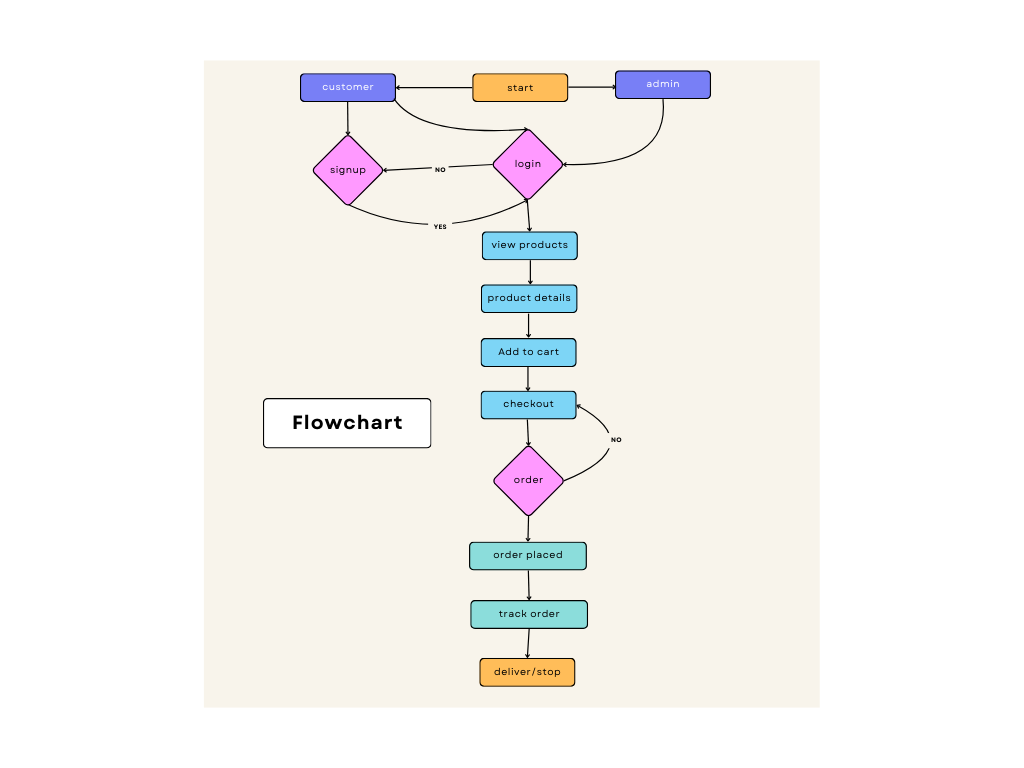 customer
start
admin
signup
NO
login
YES
view products
product details
Add to cart
checkout
Flowchart
NO
order
order placed
track order
deliver/stop